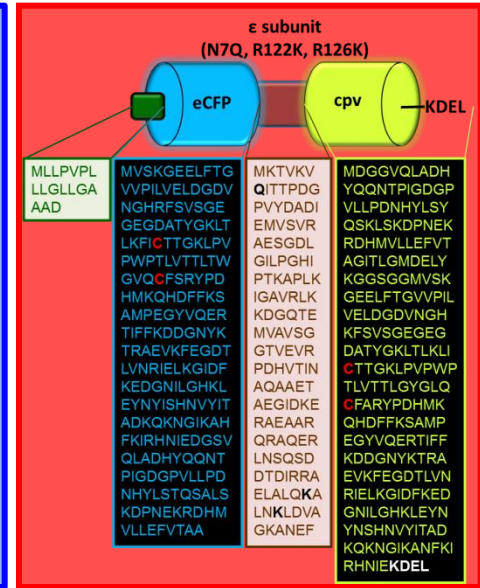 ε subunit
(N7Q, R122K, R126K)
eCFP
cpv
KDEL
MLLPVPL
LLGLLGA
AAD
MVSKGEELFTG
VVPILVELDGDV
NGHRFSVSGE
GEGDATYGKLT
LKFICTTGKLPV
PWPTLVTTLTW
GVQCFSRYPD
HMKQHDFFKS
AMPEGYVQER
TIFFKDDGNYK
TRAEVKFEGDT
LVNRIELKGIDF
KEDGNILGHKL
EYNYISHNVYIT
ADKQKNGIKAH
FKIRHNIEDGSV
QLADHYQQNT
PIGDGPVLLPD
NHYLSTQSALS
KDPNEKRDHM
VLLEFVTAA
MKTVKV
QITTPDG
PVYDADI
EMVSVR
AESGDL
GILPGHI
PTKAPLK
IGAVRLK
KDGQTE
MVAVSG
GTVEVR
PDHVTIN
AQAAET
AEGIDKE
RAEAAR
QRAQER
LNSQSD
DTDIRRA
ELALQKA
LNKLDVA
GKANEF
MDGGVQLADH
YQQNTPIGDGP
VLLPDNHYLSY
QSKLSKDPNEK
RDHMVLLEFVT
AGITLGMDELY
KGGSGGMVSK
GEELFTGVVPIL
VELDGDVNGH
KFSVSGEGEG
DATYGKLTLKLI
CTTGKLPVPWP
TLVTTLGYGLQ
CFARYPDHMK
QHDFFKSAMP
EGYVQERTIFF
KDDGNYKTRA
EVKFEGDTLVN
RIELKGIDFKED
GNILGHKLEYN
YNSHNVYITAD
KQKNGIKANFKI
RHNIEKDEL